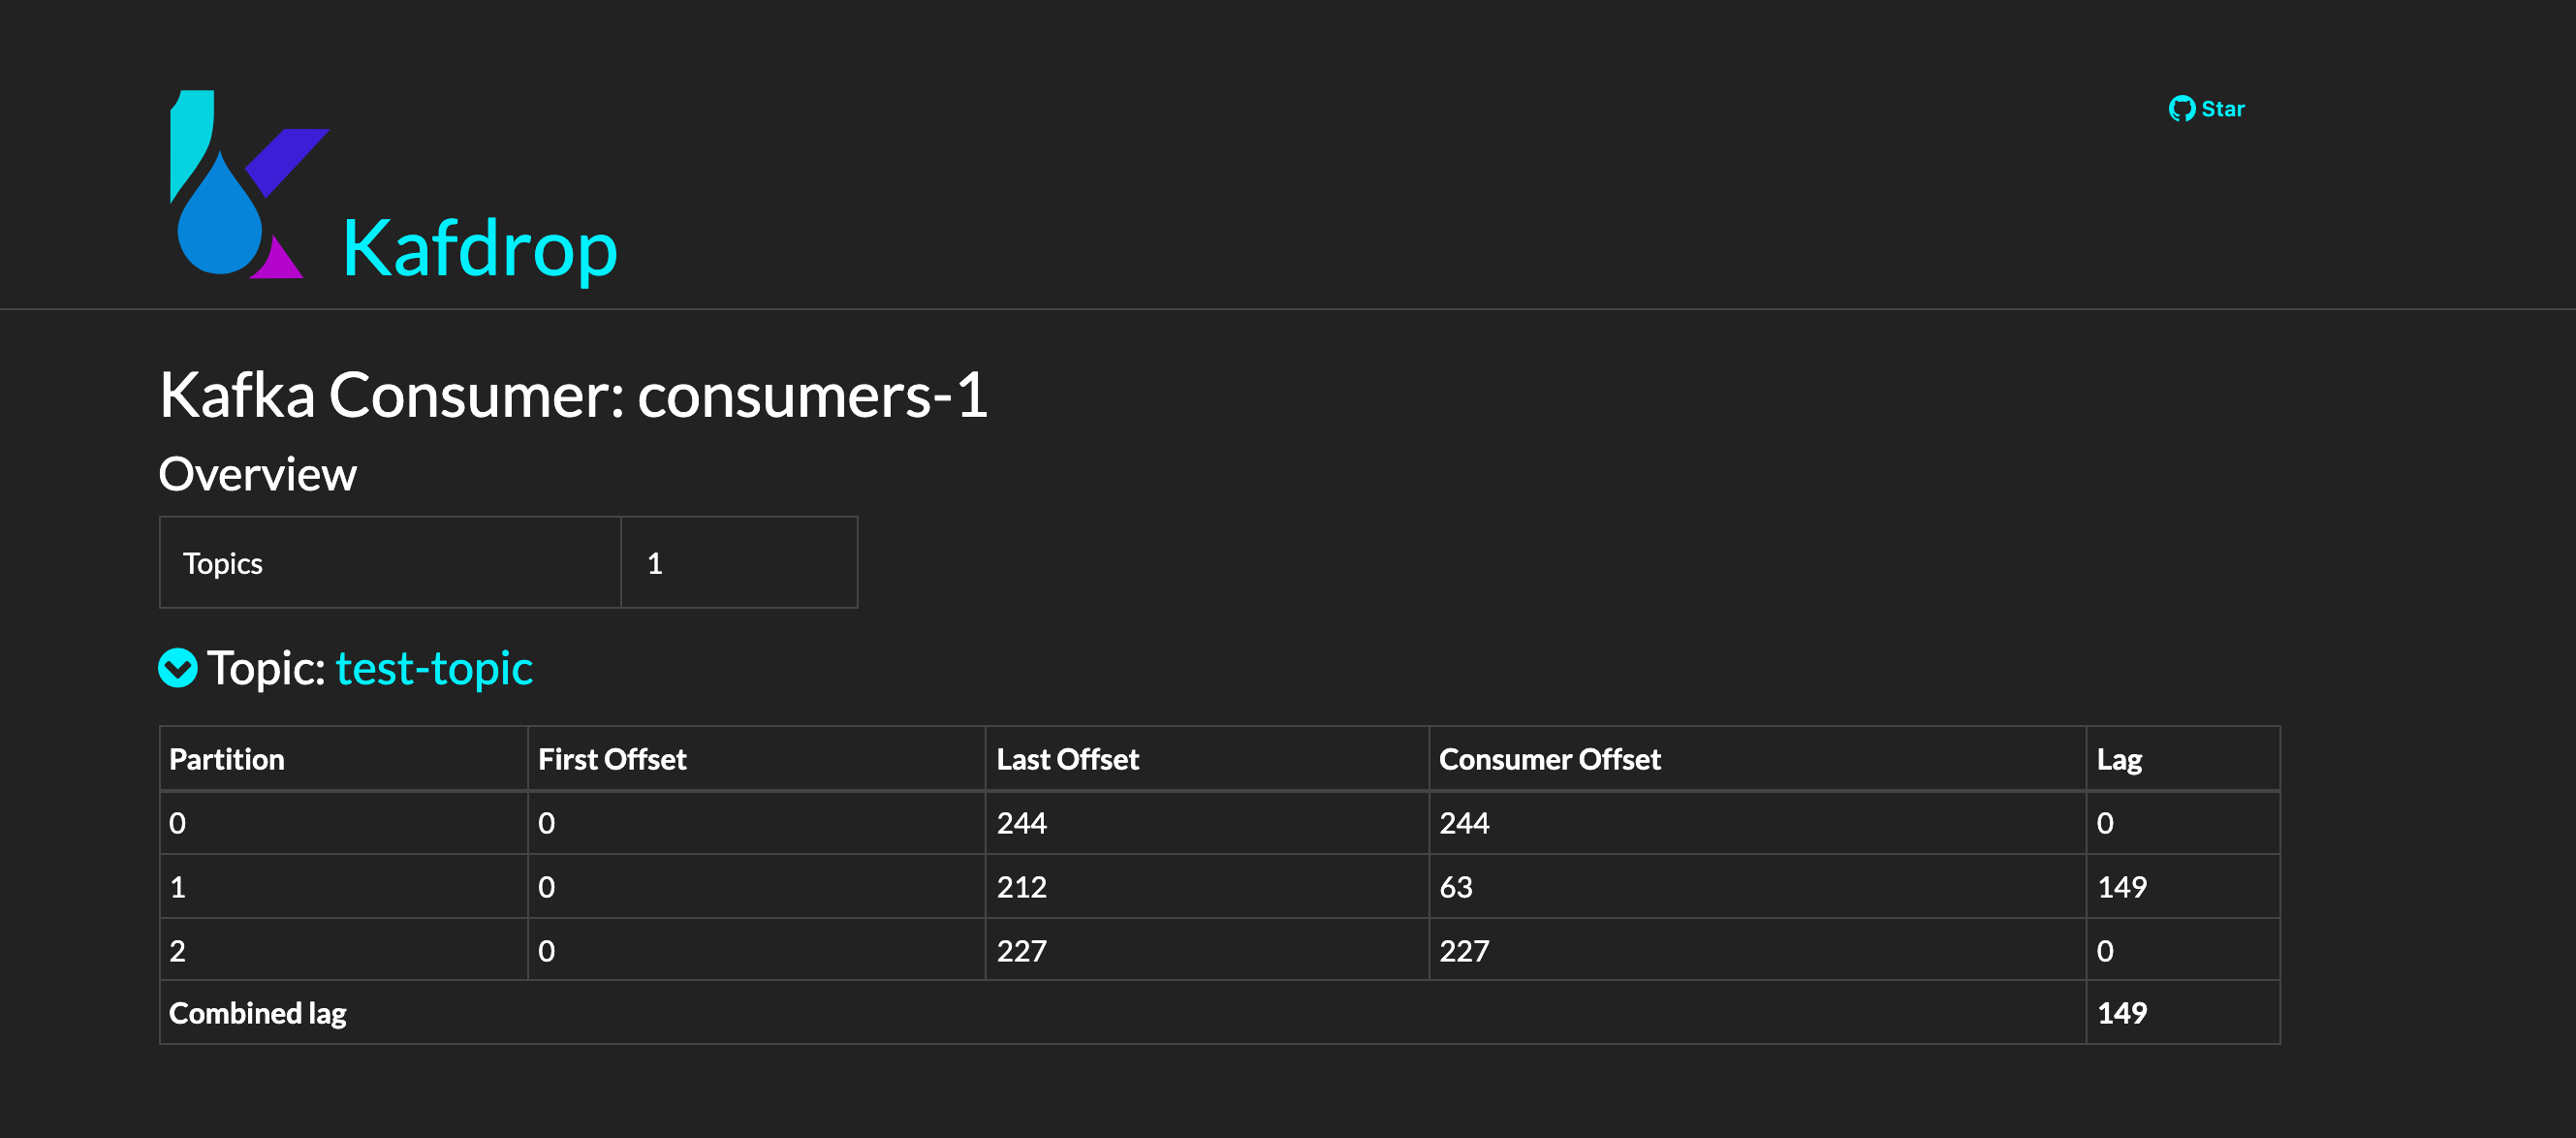 Star
Kafdrop
Kafka Consumer: consumers-1
Overview
Topics 1
Topic: test-topic
Partition First Offset Last Offset Consumer Offset Lag
0 0 244 244 0
1 0 212 63 149
2 0 227 227 0
Combined lag 149